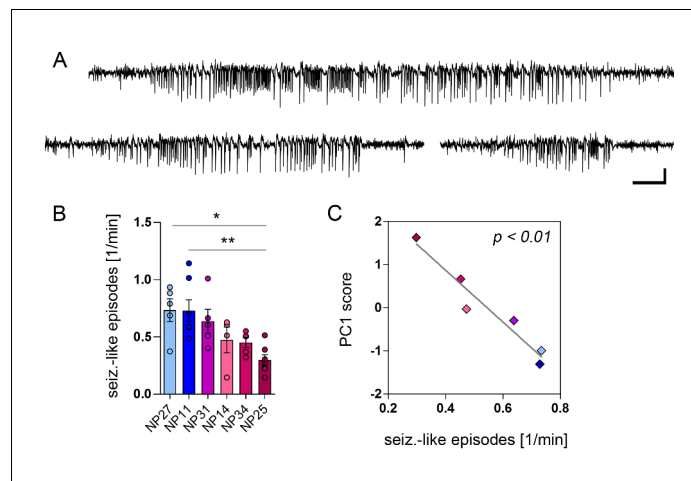 A
B
seiz.-like episodes [1/min]
1.5
1.0
0.5
0.0
*
**
NP27
NP11
NP31
NP14
NP34
NP25
C
PC1 score
2
1
0
-1
-2
p < 0.01
0.2
0.4
0.6
0.8
seiz.-like episodes [1/min]